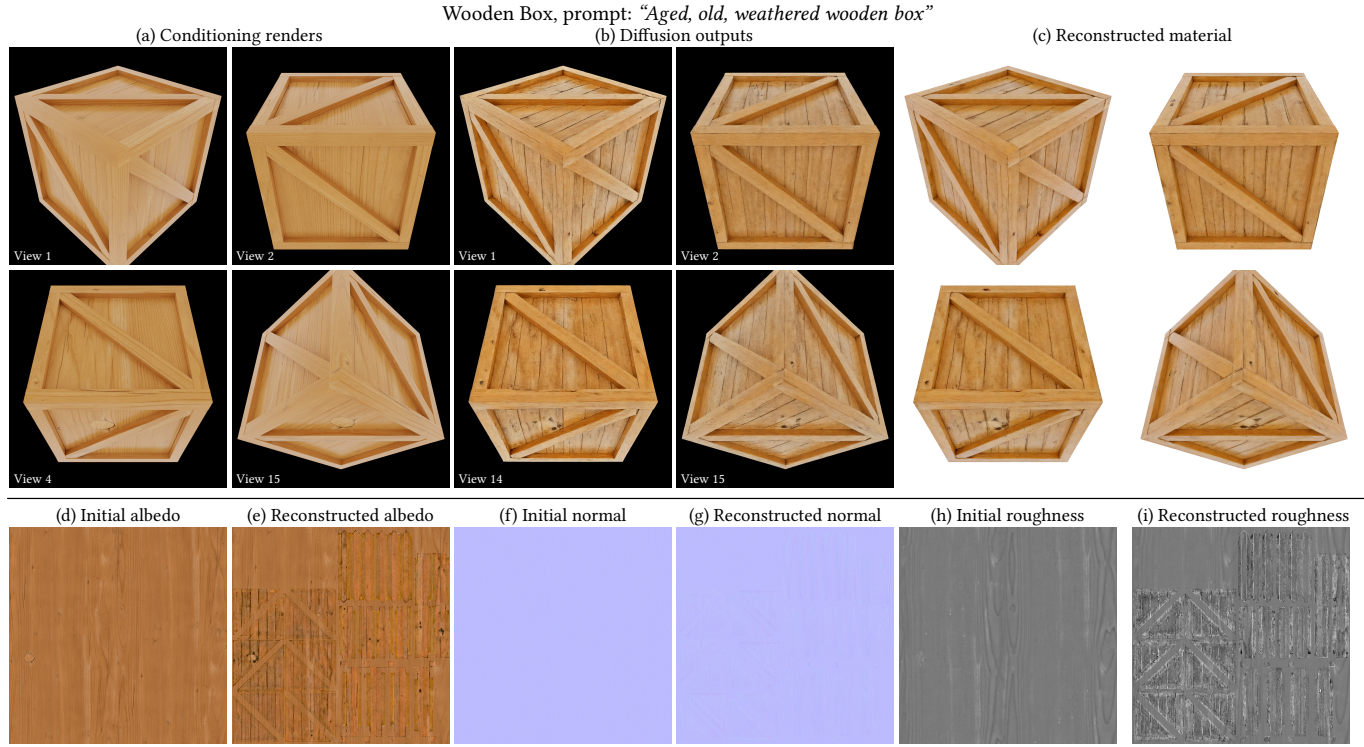 Wooden Box, prompt: “Aged, old, weathered wooden box”
(a) Conditioning renders
(b) Diffusion outputs
(c) Reconstructed material
View 1
View 2
View 1
View 2
View 4
View 15
View 14
View 15
(d) Initial albedo
(e) Reconstructed albedo
(f) Initial normal
(g) Reconstructed normal
(h) Initial roughness
(i) Reconstructed roughness